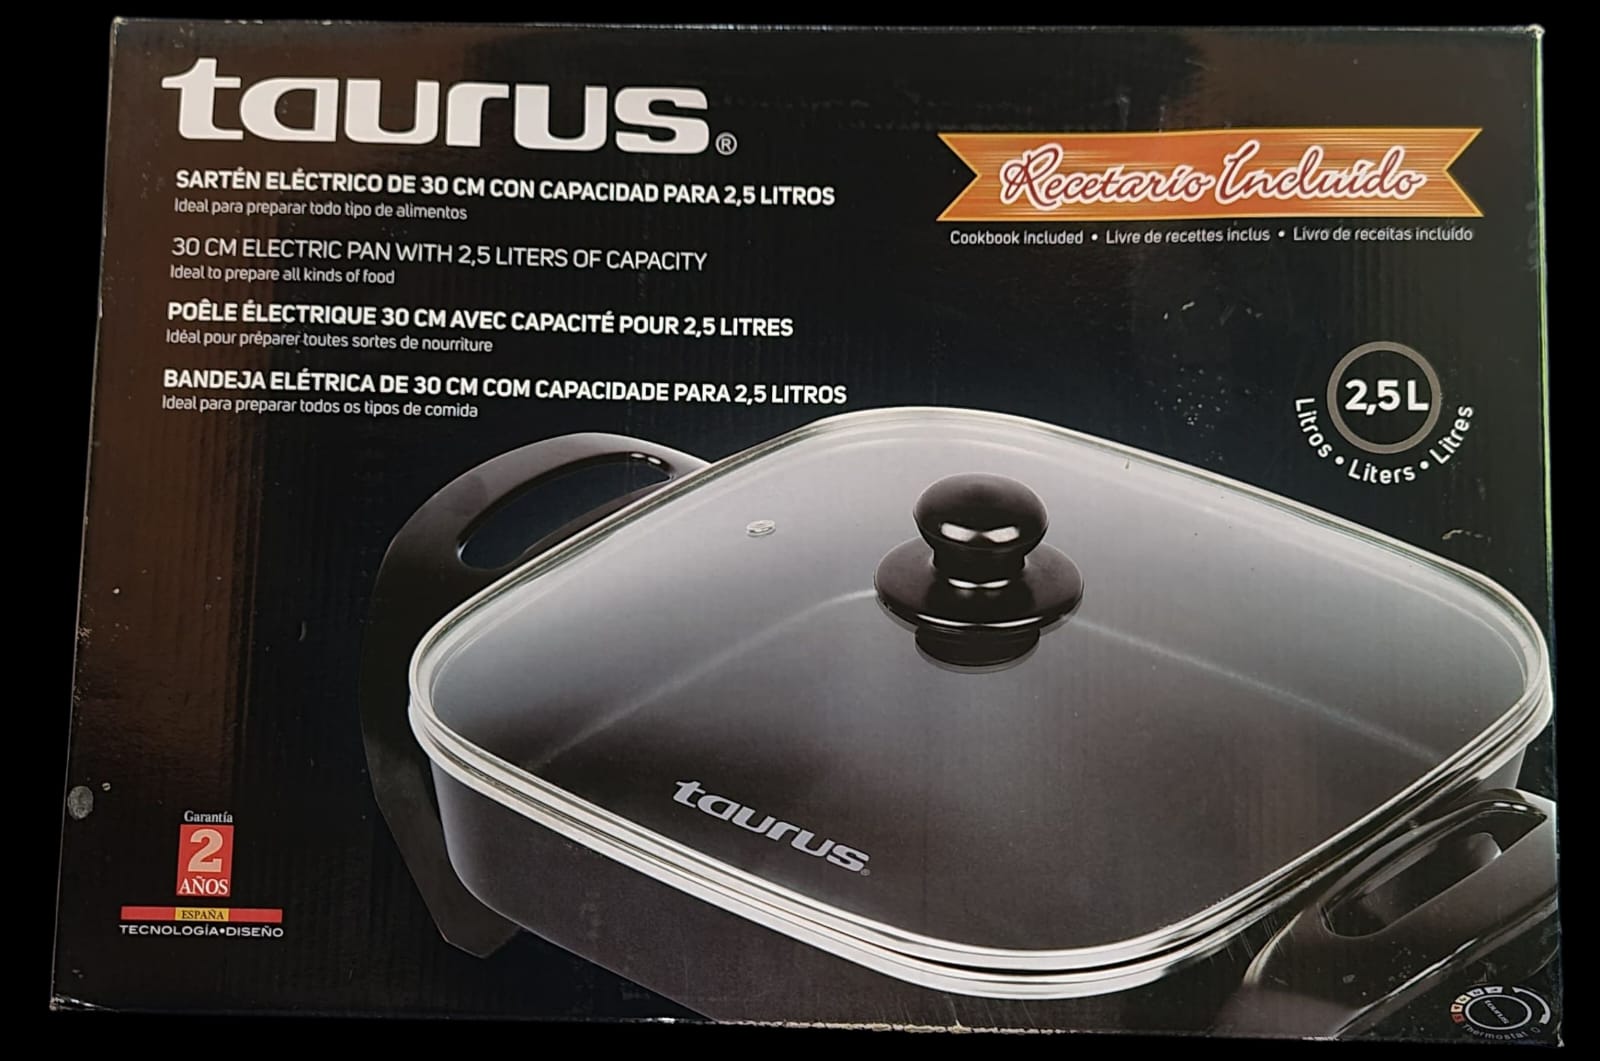 taurus®
SARTÉN ELÉCTRICO DE 30 CM CON CAPACIDAD PARA 2,5 LITROS
Ideal para preparar todo tipo de alimentos
30 CM ELECTRIC PAN WITH 2,5 LITERS OF CAPACITY
Ideal to prepare all kinds of food
POÊLE ÉLECTRIQUE 30 CM AVEC CAPACITÉ POUR 2,5 LITRES
Idéal pour préparer toutes sortes de nourriture
BANDEJA ELÉTRICA DE 30 CM COM CAPACIDADE PARA 2,5 LITROS
Ideal para preparar todos os tipos de comida
Recetario Incluído
Cookbook included • Livre de recettes inclus • Livro de receitas incluído
2,5 L
Litros • Liters • Litres
taurus®
Garantía
2
AÑOS
ESPAÑA
TECNOLOGÍA•DISEÑO
taurus
Thermostat 0